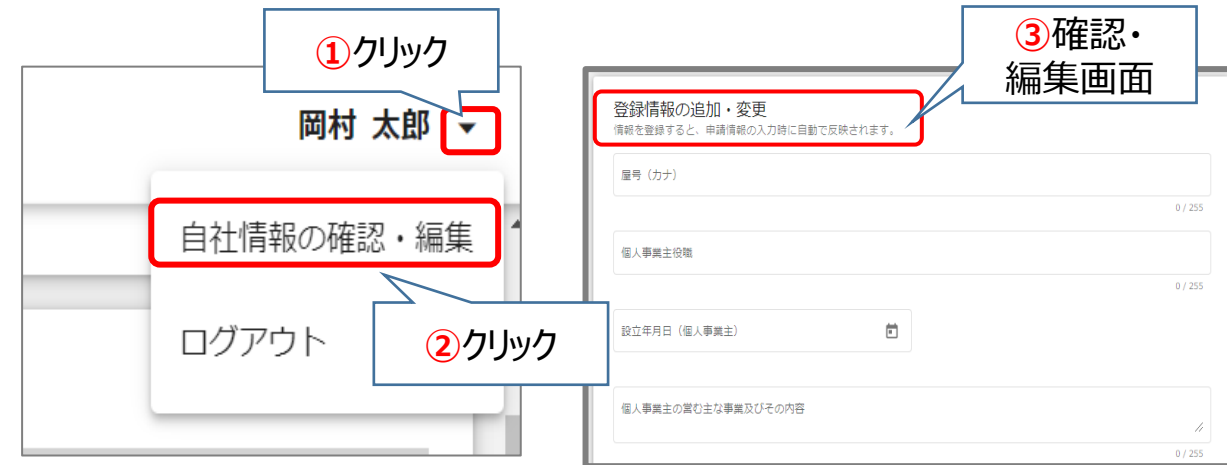 ①クリック
岡村 太郎
自社情報の確認・編集
ログアウト
②クリック
③確認・
編集画面
登録情報の追加・変更
情報を登録すると、申請情報の入力時に自動で反映されます。
屋号（カナ）
0 / 255
個人事業主役職
0 / 255
設立年月日（個人事業主）
個人事業主の営む主な事業及びその内容
0 / 255